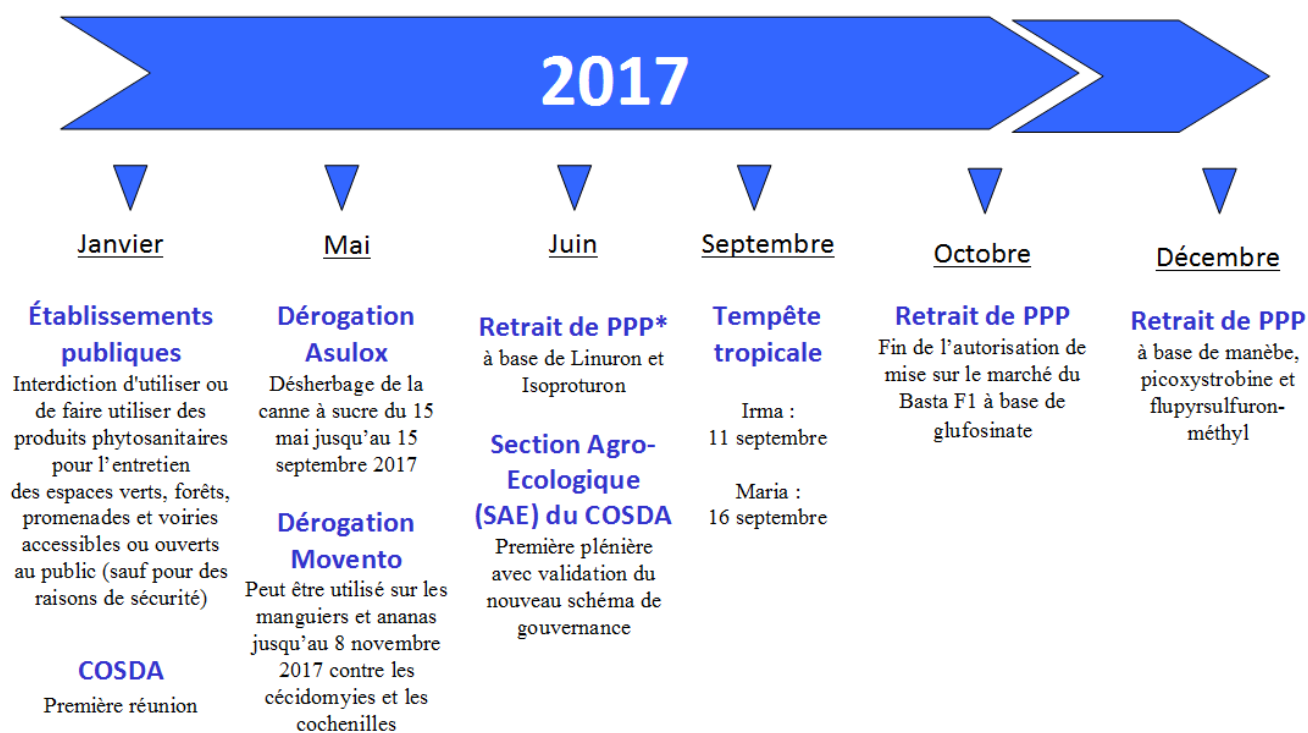 2017
Janvier
Établissements
publiques
Interdiction d'utiliser ou
de faire utiliser des
produits phytosanitaires
pour l'entretien
des espaces verts, forêts,
promenades et voiries
accessibles ou ouverts
au public (sauf pour des
raisons de sécurité)
COSDA
Première réunion
Mai
Dérogation
Asulox
Désherbage de la
canne à sucre du 15
mai jusqu'au 15
septembre 2017
Dérogation
Movento
Peut être utilisé sur les
manguiers et ananas
jusqu'au 8 novembre
2017 contre les
cécidomyies et les
cochenilles
Juin
Retrait de PPP*
à base de Linuron et
Isoproturon
Section Agro-
Ecologique
(SAE) du COSDA
Première plénière
avec validation du
nouveau schéma de
gouvernance
Septembre
Tempête
tropicale
Irma :
11 septembre
Maria :
16 septembre
Octobre
Retrait de PPP
Fin de l'autorisation de
mise sur le marché du
Basta F1 à base de
glufosinate
Décembre
Retrait de PPP
à base de manèbe,
picoxystrobine et
flupyrsulfuron-
méthyl